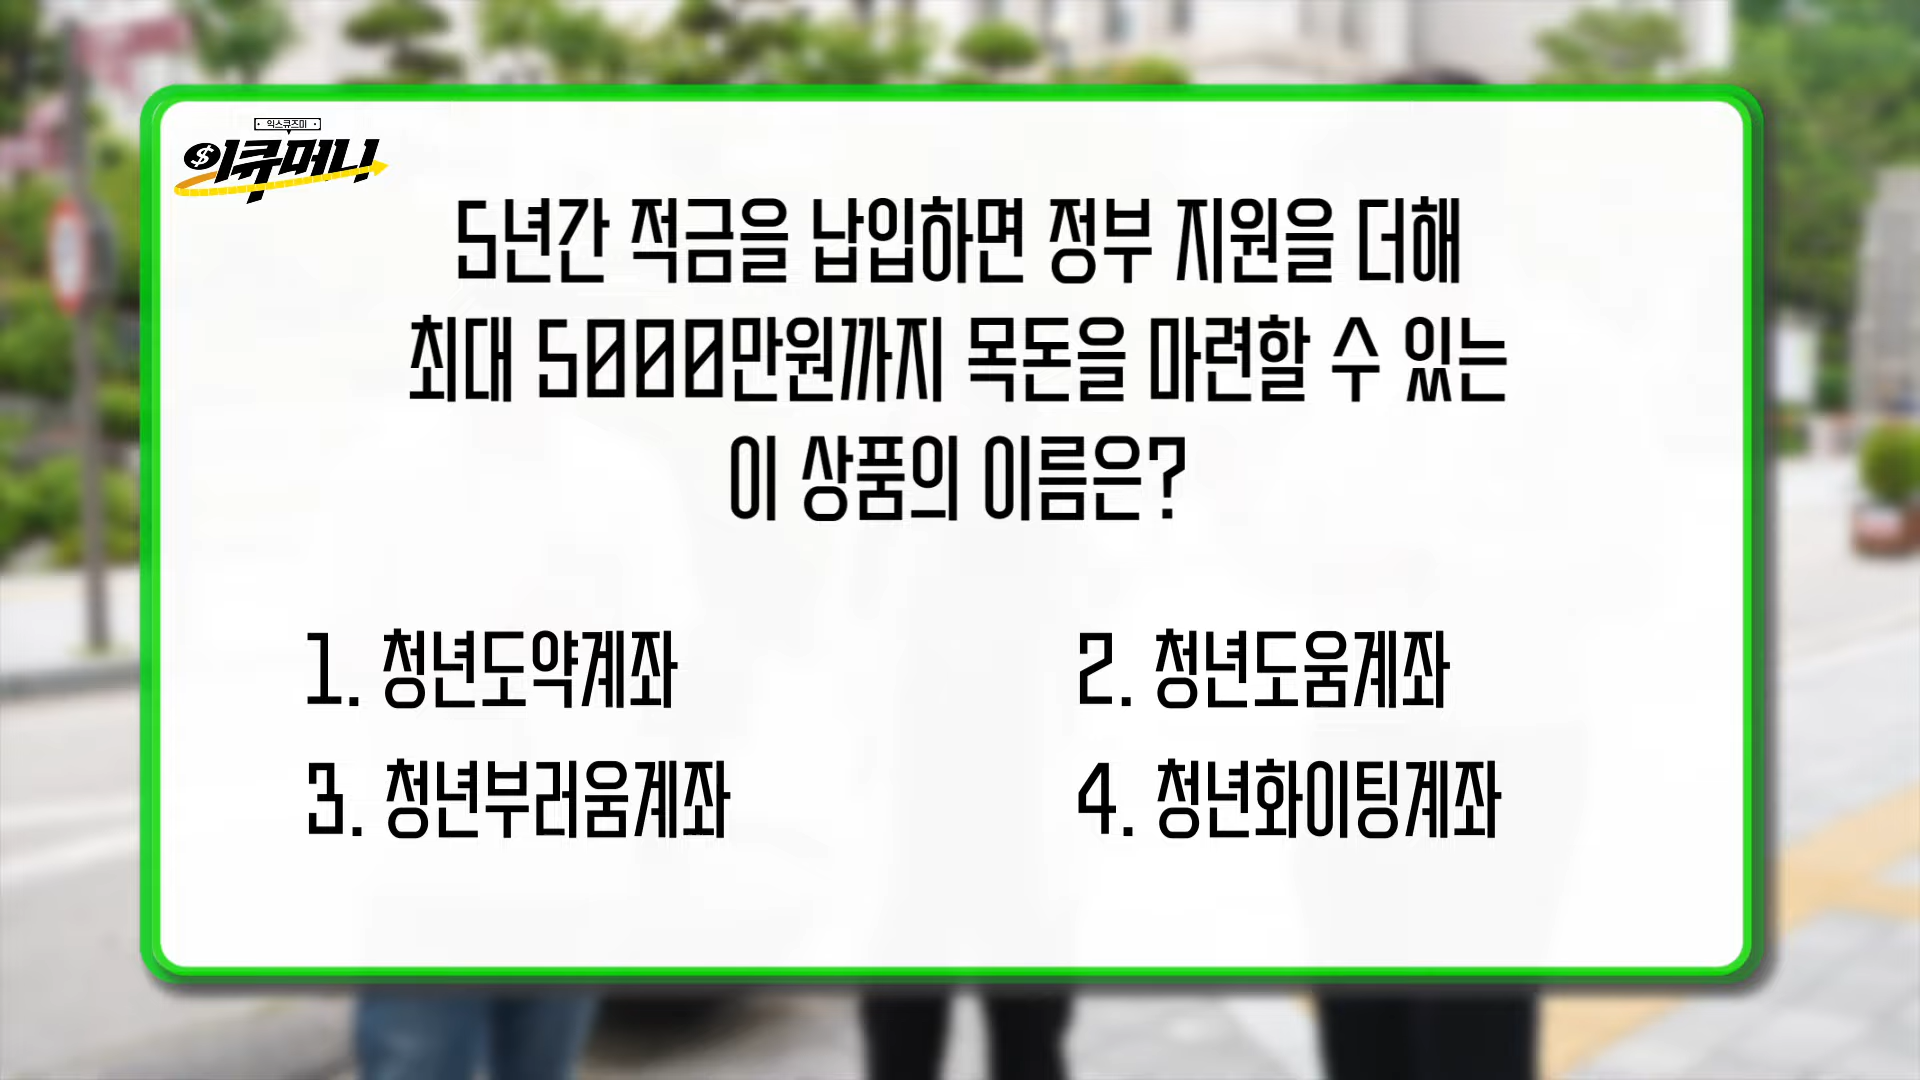 익스큐즈미
이큐머니
5년간 적금을 납입하면 정부 지원을 더해
최대 5000만원까지 목돈을 마련할 수 있는
이 상품의 이름은?
1. 청년도약계좌
2. 청년도움계좌
3. 청년부러움계좌
4. 청년화이팅계좌